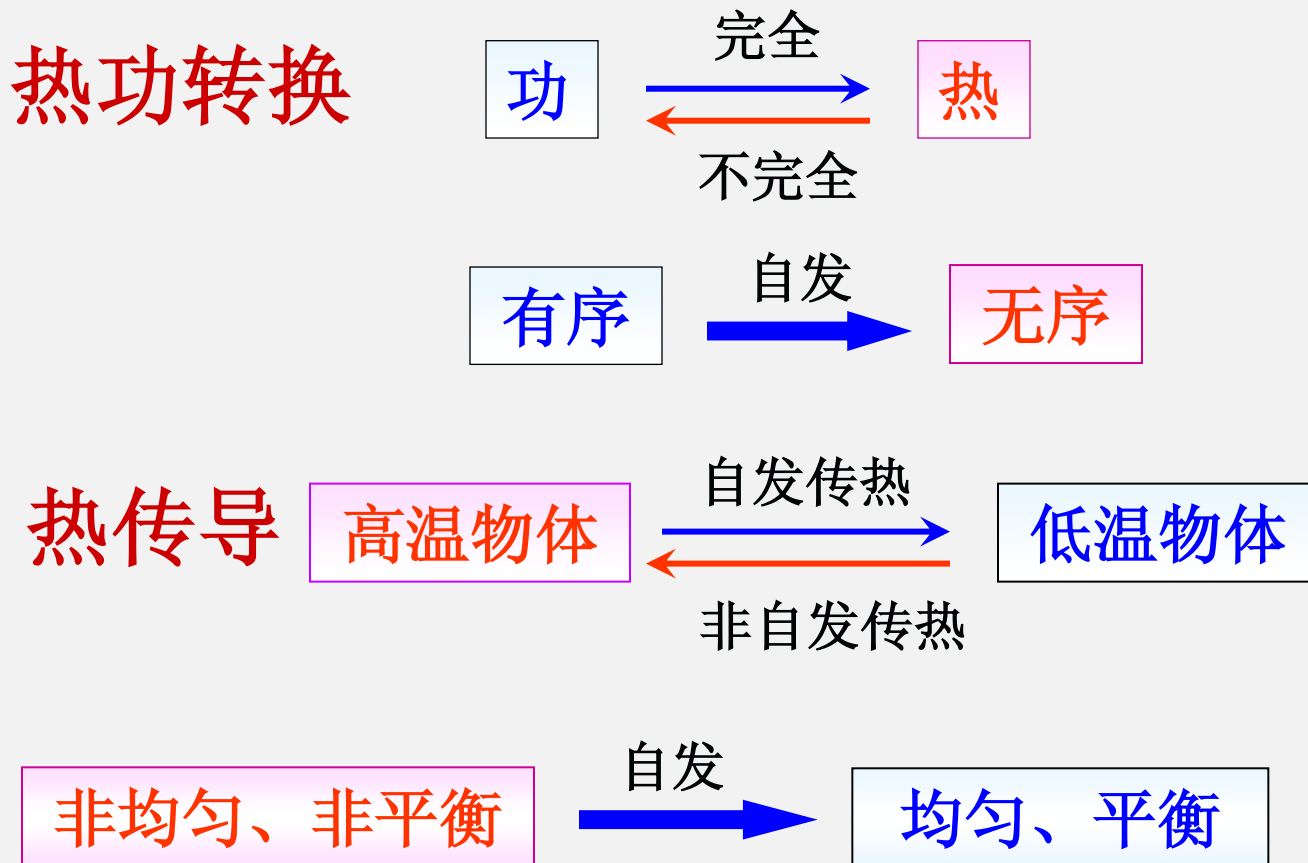 完全
热功转换 功 热
不完全
自发
有序 无序
自发传热
热传导 高温物体 低温物体
非自发传热
自发
非均匀、非平衡 均匀、平衡